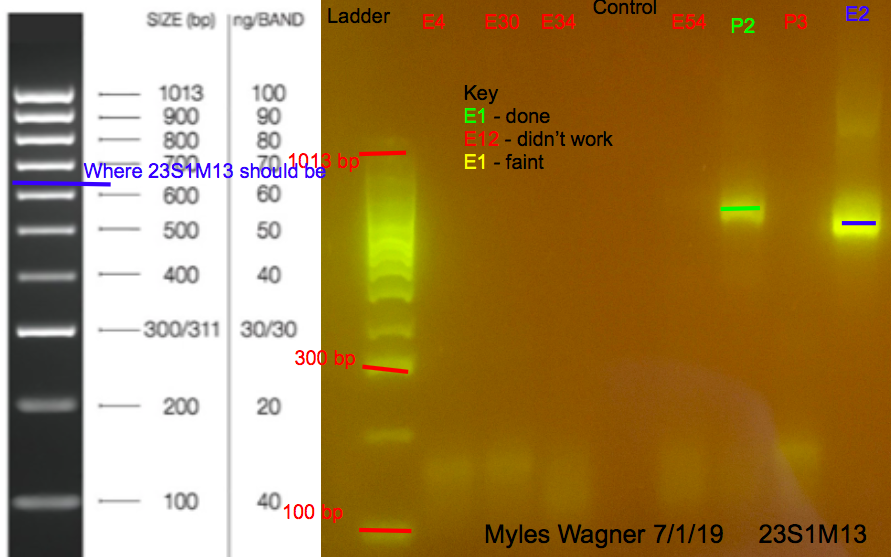 SIZE (bp) ng/BAND
1013 100
900 90
800 80
700 70
Where 23S1M13 should be
600 60
500 50
400 40
300/311 30/30
200 20
100 40
Ladder E4 E30 E34 Control E54 P2 P3 E2
Key
E1 - done
E12 - didn't work
E1 - faint
1013 bp
300 bp
100 bp
Myles Wagner 7/1/19 23S1M13